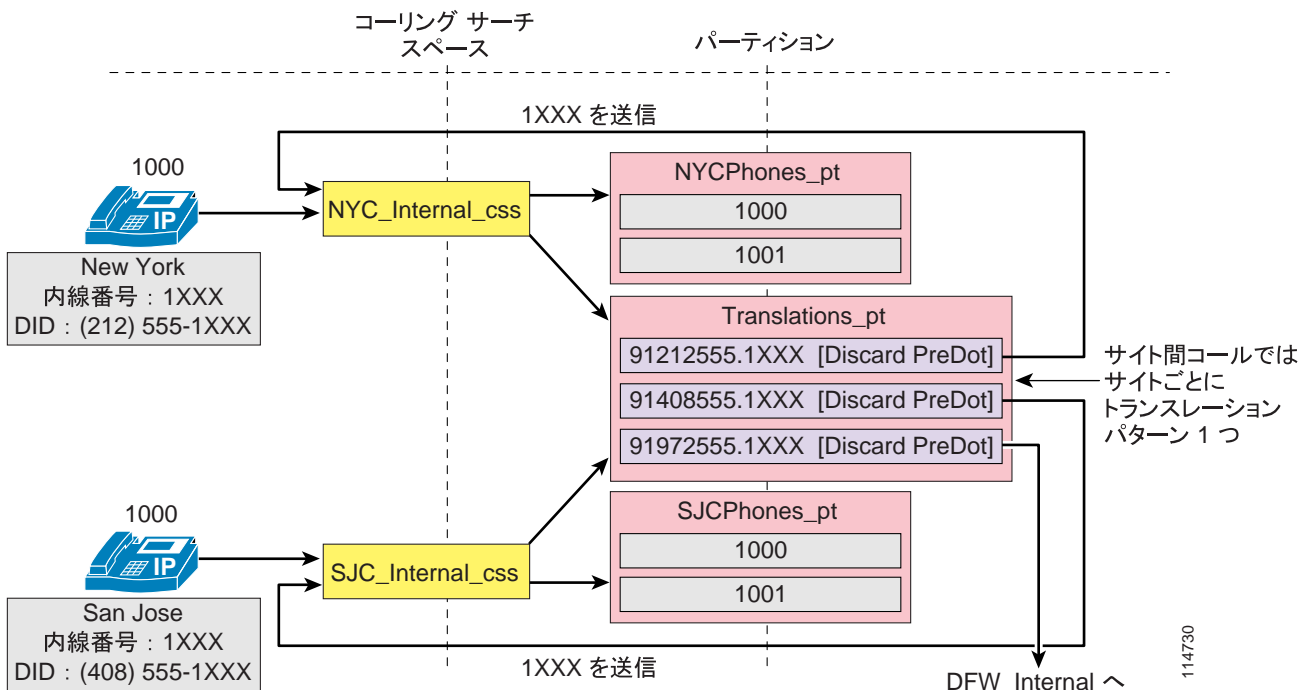 コーリング サーチ
スペース
パーティション
1XXX を送信
1000
IP
New York
内線番号：1XXX
DID：(212) 555-1XXX
NYC_Internal_css
NYCPhones_pt
1000
1001
Translations_pt
91212555.1XXX [Discard PreDot]
91408555.1XXX [Discard PreDot]
91972555.1XXX [Discard PreDot]
サイト間コールでは
サイトごとに
トランスレーション
パターン 1 つ
1000
IP
San Jose
内線番号：1XXX
DID：(408) 555-1XXX
SJC_Internal_css
SJCPhones_pt
1000
1001
1XXX を送信
DFW_Internal へ
114730